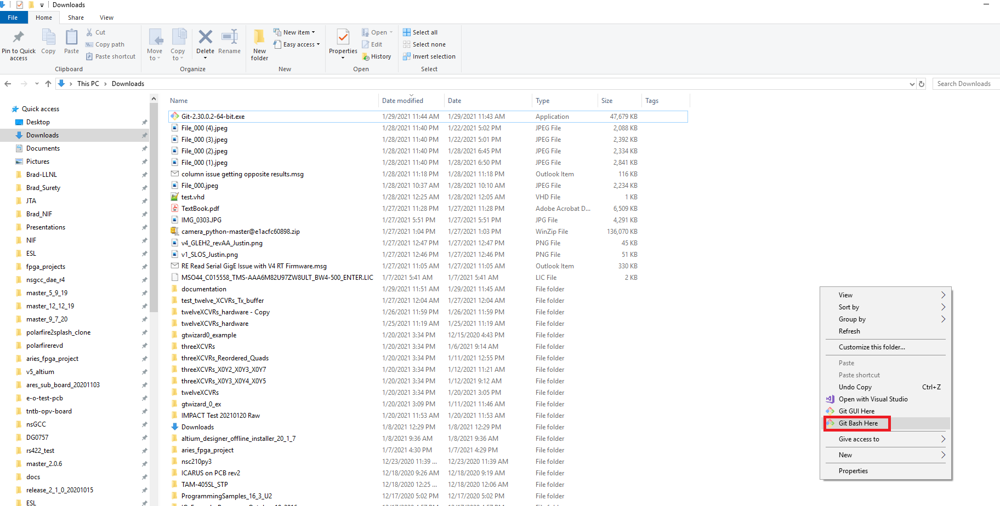 Downloads
File Home Share View
Pin to Quick access
Copy
Paste
Cut
Copy path
Paste shortcut
Clipboard
Move to
Copy to
Delete
Rename
Organize
New folder
New item
Easy access
New
Properties
Open
Edit
History
Open
Select all
Select none
Invert selection
Select
This PC > Downloads
Search Downloads
Quick access
Desktop
Downloads
Documents
Pictures
Brad-LLNL
Brad_Surety
JTA
Brad_NIF
Presentations
NIF
ESL
fpga_projects
nsgcc_dae_r4
master_5_9_19
master_12_12_19
master_9_7_20
polarfire2splash_clone
polarfirerevd
aries_fpga_project
v5_altium
ares_sub_board_20201103
e-o-test-pcb
tntb-opv-board
nsGCC
DG0757
rs422_test
master_2.0.6
docs
release_2_1_0_20201015
ESL
Name Date modified Date Type Size Tags
Git-2.30.0.2-64-bit.exe 1/29/2021 11:44 AM 1/29/2021 11:43 AM Application 47,679 KB
File_000 (4).jpeg 1/28/2021 11:40 PM 1/22/2021 5:02 PM JPEG File 2,088 KB
File_000 (3).jpeg 1/28/2021 11:40 PM 1/22/2021 5:01 PM JPEG File 2,392 KB
File_000 (2).jpeg 1/28/2021 11:40 PM 1/28/2021 6:45 PM JPEG File 2,334 KB
File_000 (1).jpeg 1/28/2021 11:40 PM 1/28/2021 6:50 PM JPEG File 2,841 KB
column issue getting opposite results.msg 1/28/2021 11:18 PM 1/28/2021 11:18 PM Outlook Item 116 KB
File_000.jpeg 1/28/2021 10:37 AM 1/28/2021 10:10 AM JPEG File 2,234 KB
test.vhd 1/28/2021 12:25 AM 1/28/2021 12:05 AM VHD File 1 KB
TextBook.pdf 1/27/2021 11:28 PM 1/27/2021 11:28 PM Adobe Acrobat D... 6,509 KB
IMG_0303.JPG 1/27/2021 5:51 PM 1/27/2021 5:51 PM JPG File 4,291 KB
camera_python-master@e1acfc60898.zip 1/27/2021 1:04 PM 1/27/2021 1:03 PM WinZip File 136,070 KB
v4_GLEH2_revAA_Justin.png 1/27/2021 12:47 PM 1/27/2021 12:47 PM PNG File 45 KB
v1_SLOS_Justin.png 1/27/2021 12:46 PM 1/27/2021 12:46 PM PNG File 51 KB
RE Read Serial GigE Issue with V4 RT Firmware.msg 1/27/2021 11:05 AM 1/27/2021 11:05 AM Outlook Item 330 KB
MSO44_C015558_TMS-AAA6M82U97ZW8ULT_BW4-500_ENTER.LIC 1/7/2021 5:41 AM 1/7/2021 5:41 AM LIC File 2 KB
documentation 1/29/2021 11:51 AM 1/29/2021 11:45 AM File folder
test_twelve_XCVRs_Tx_buffer 1/27/2021 12:04 AM 1/27/2021 12:04 AM File folder
twelveXCVRs_hardware - Copy 1/26/2021 11:59 PM 1/26/2021 11:59 PM File folder
twelveXCVRs_hardware 1/25/2021 11:19 AM 1/25/2021 11:19 AM File folder
gtwizard0_example 1/20/2021 3:34 PM 12/15/2020 4:43 PM File folder
threeXCVRs 1/20/2021 3:34 PM 1/6/2021 9:14 AM File folder
threeXCVRs_Reordered_Quads 1/20/2021 3:34 PM 1/11/2021 12:55 PM File folder
threeXCVRs_X0Y2_X0Y3_X0Y7 1/20/2021 3:34 PM 1/12/2021 11:21 AM File folder
threeXCVRs_X0Y3_X0Y4_X0Y5 1/20/2021 3:34 PM 1/12/2021 9:12 AM File folder
twelveXCVRs 1/20/2021 3:34 PM 1/20/2021 3:05 PM File folder
gtwizard_0_ex 1/20/2021 3:09 PM 1/11/2021 11:46 AM File folder
IMPACT Test 20210120 Raw 1/20/2021 11:53 AM 1/20/2021 11:53 AM File folder
Downloads 1/8/2021 12:29 PM 1/8/2021 12:29 PM File folder
altium_designer_offline_installer_20_1_7 1/8/2021 9:36 AM 1/8/2021 9:36 AM File folder
aries_fpga_project 1/7/2021 4:30 PM 1/7/2021 4:29 PM File folder
nsc210py3 12/23/2020 11:39 ... 12/23/2020 11:39 AM File folder
ICARUS on PCB rev2 12/18/2020 9:26 AM 12/18/2020 9:19 AM File folder
TAM-405SL_STP 12/18/2020 12:25 ... 12/18/2020 12:06 AM File folder
ProgrammingSamples_16_3_U2 12/17/2020 5:02 PM 12/17/2020 5:02 PM File folder
View
Sort by
Group by
Refresh
Customize this folder...
Paste
Paste shortcut
Undo Copy Ctrl+Z
Open with Visual Studio
Git GUI Here
Git Bash Here
Give access to
New
Properties